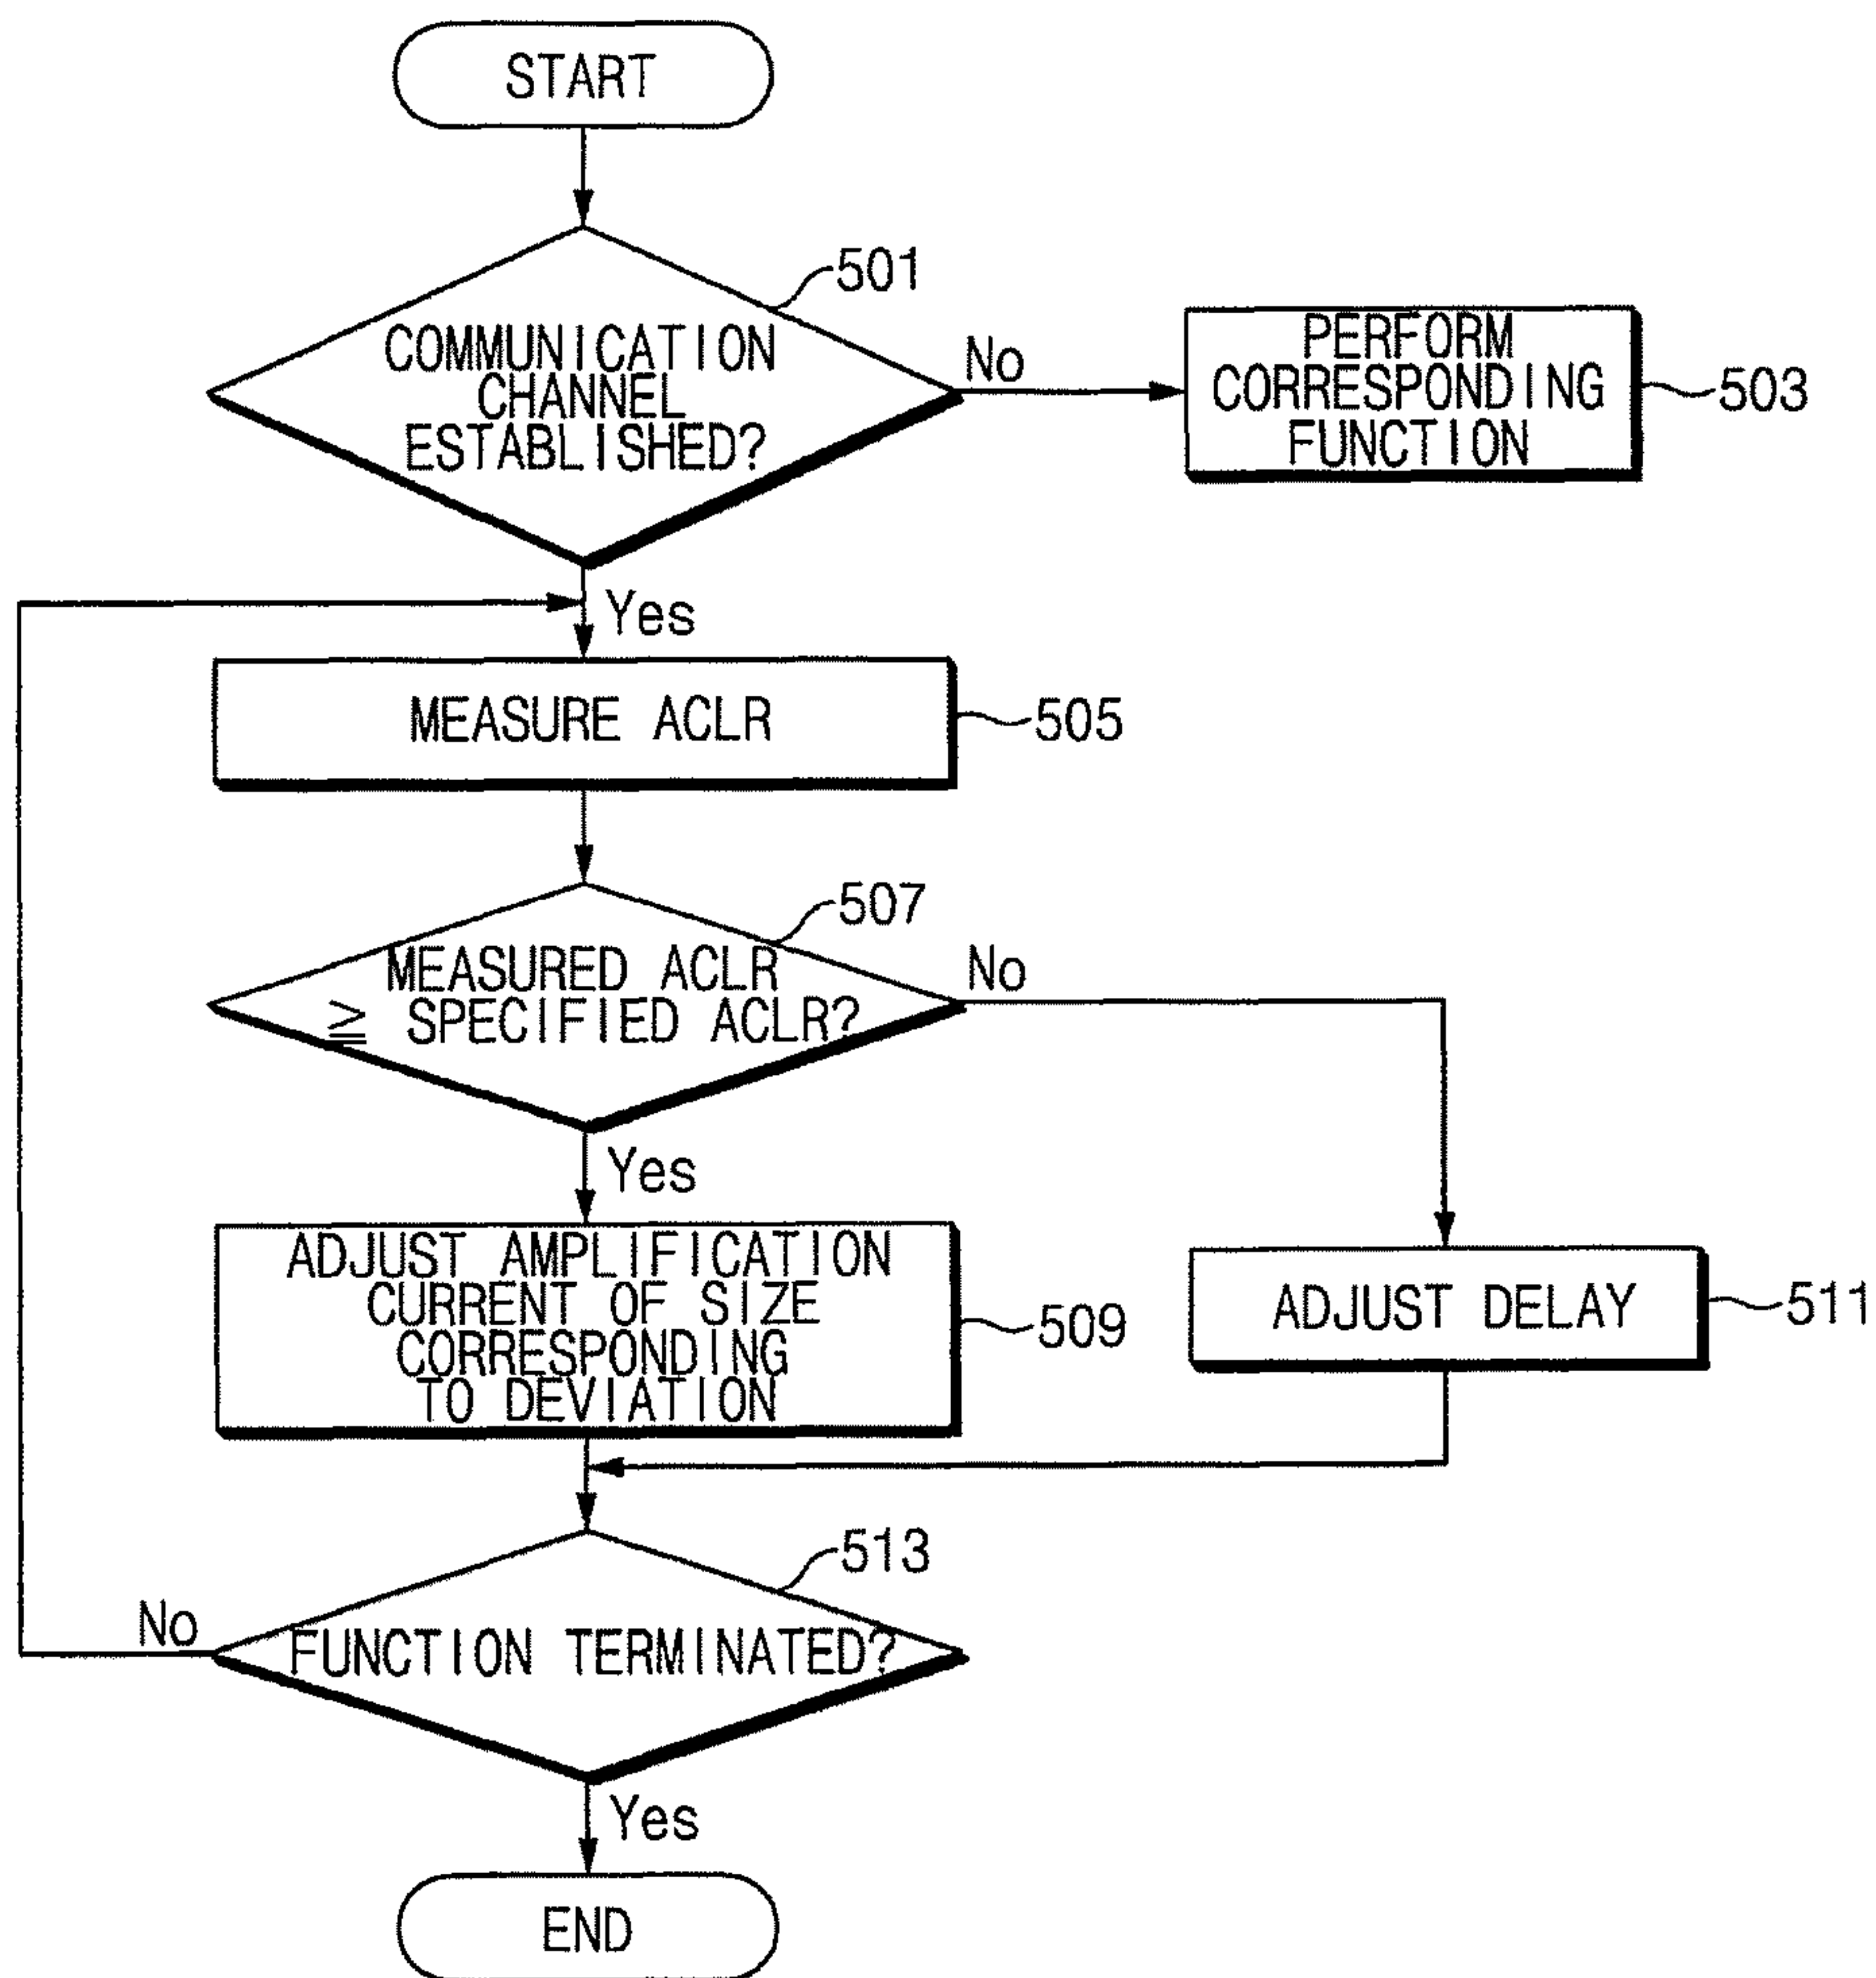 START
501
COMMUNICATION
CHANNEL
ESTABLISHED?
No
PERFORM
CORRESPONDING
FUNCTION
503
Yes
MEASURE ACLR
505
507
MEASURED ACLR
≧ SPECIFIED ACLR?
No
Yes
ADJUST AMPLIFICATION
CURRENT OF SIZE
CORRESPONDING
TO DEVIATION
509
ADJUST DELAY
511
513
No
FUNCTION TERMINATED?
Yes
END